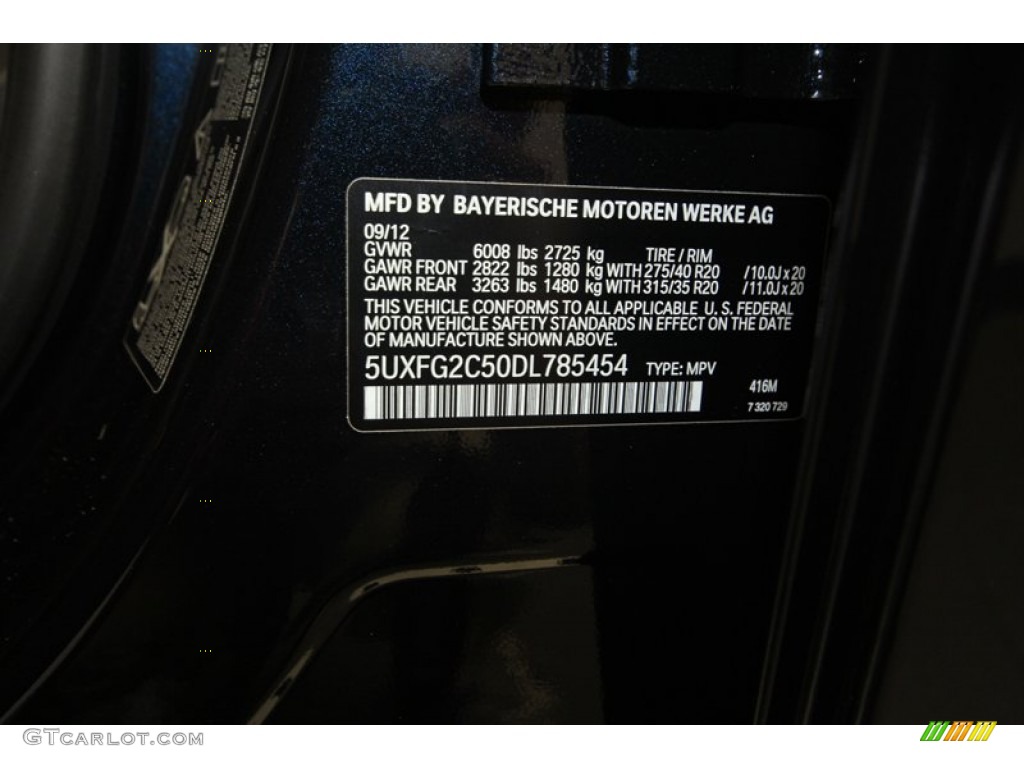 MFD BY BAYERISCHE MOTOREN WERKE AG
09/12
GVWR 6008 lbs 2725 kg TIRE / RIM
GAWR FRONT 2822 lbs 1280 kg WITH 275/40 R20 /10.0J x 20
GAWR REAR 3263 lbs 1480 kg WITH 315/35 R20 /11.0J x 20
THIS VEHICLE CONFORMS TO ALL APPLICABLE U. S. FEDERAL
MOTOR VEHICLE SAFETY STANDARDS IN EFFECT ON THE DATE
OF MANUFACTURE SHOWN ABOVE.
5UXFG2C50DL785454 TYPE: MPV
416M
7 320 729
GTCarLot.com